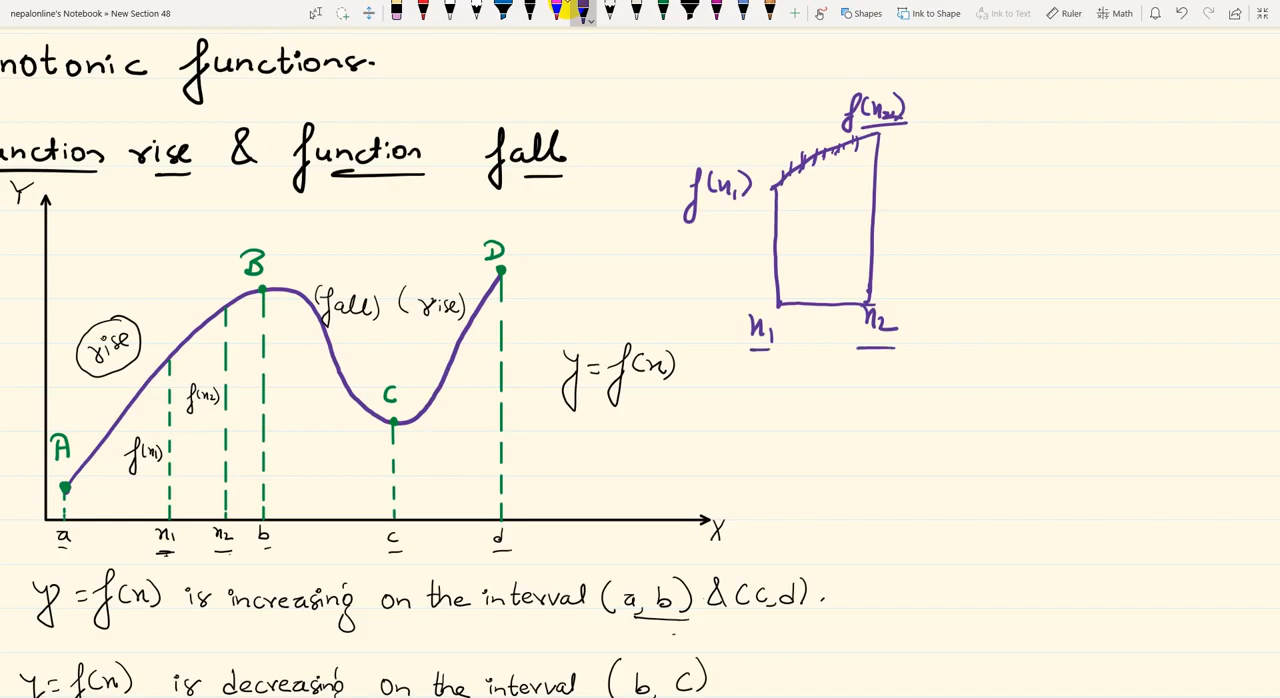 nepalonline's Notebook » New Section 48
Shapes
Ink to Shape
Ink to Text
Ruler
Math
notonic functions.
unction rise & function fall
Y
A
B
C
D
rise
(fall) (rise)
f(x1)
f(x2)
y = f(x)
a x1 x2 b c d
X
f(x1)
f(x2)
x1
x2
y = f(x) is increasing on the interval (a, b) & (c, d).
y = f(x) is decreasing on the interval (b, c)